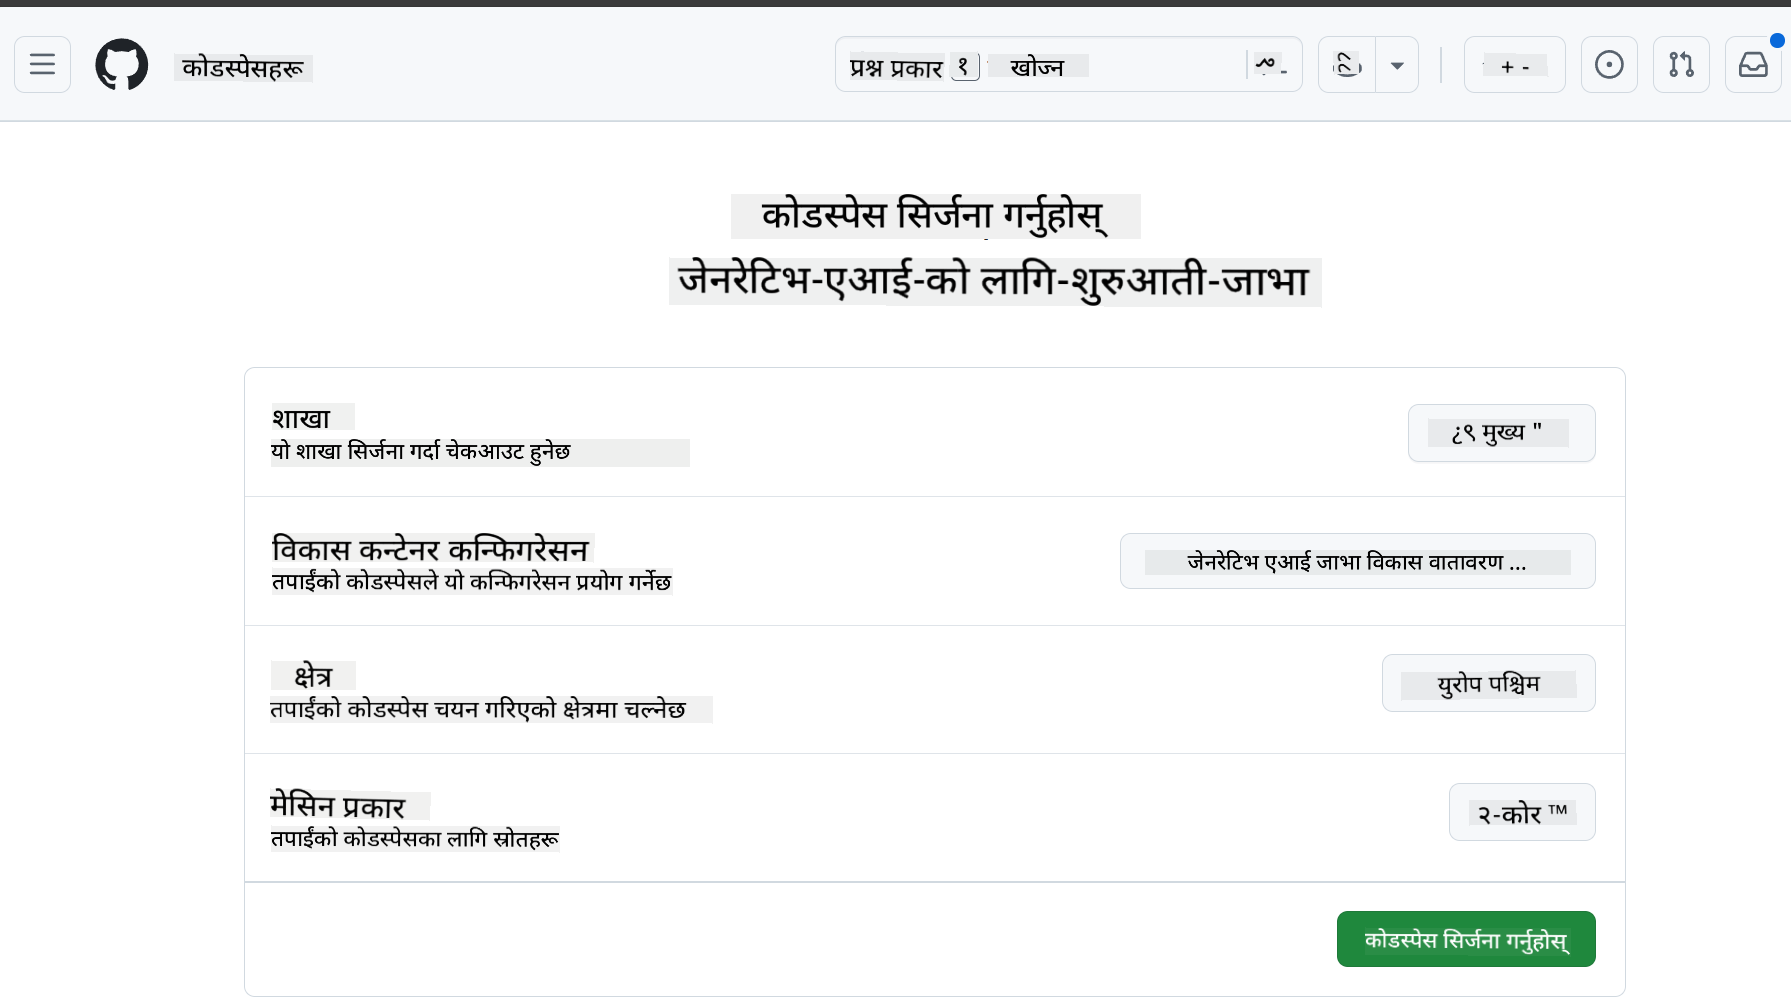 कोडस्पेसहरू
प्रश्न प्रकार १ खोज्न
+ -
कोडस्पेस सिर्जना गर्नुहोस्
जेनरेटिभ-एआई-को लागि-शुरुआती-जाभा
शाखा
यो शाखा सिर्जना गर्दा चेकआउट हुनेछ
¿९ मुख्य "
विकास कन्टेनर कन्फिगरेसन
तपाईंको कोडस्पेसले यो कन्फिगरेसन प्रयोग गर्नेछ
जेनरेटिभ एआई जाभा विकास वातावरण ...
क्षेत्र
तपाईंको कोडस्पेस चयन गरिएको क्षेत्रमा चल्नेछ
युरोप पश्चिम
मेसिन प्रकार
तपाईंको कोडस्पेसका लागि स्रोतहरू
२-कोर ™
कोडस्पेस सिर्जना गर्नुहोस्